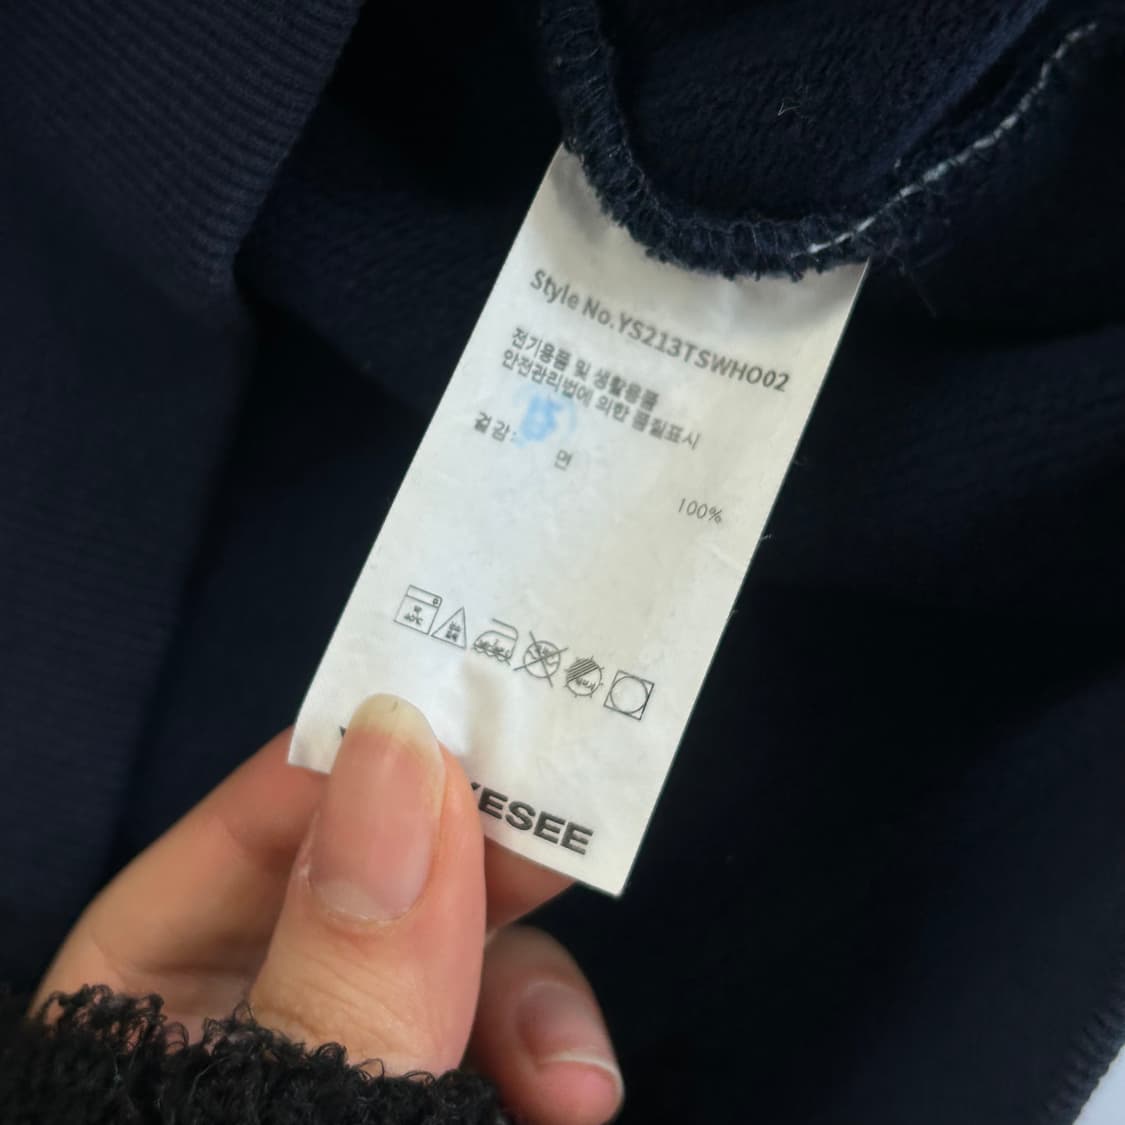 Style No.YS213TSWHO02
전기용품 및 생활용품
안전관리법에 의한 품질표시
겉감:
면
100%
ESEE